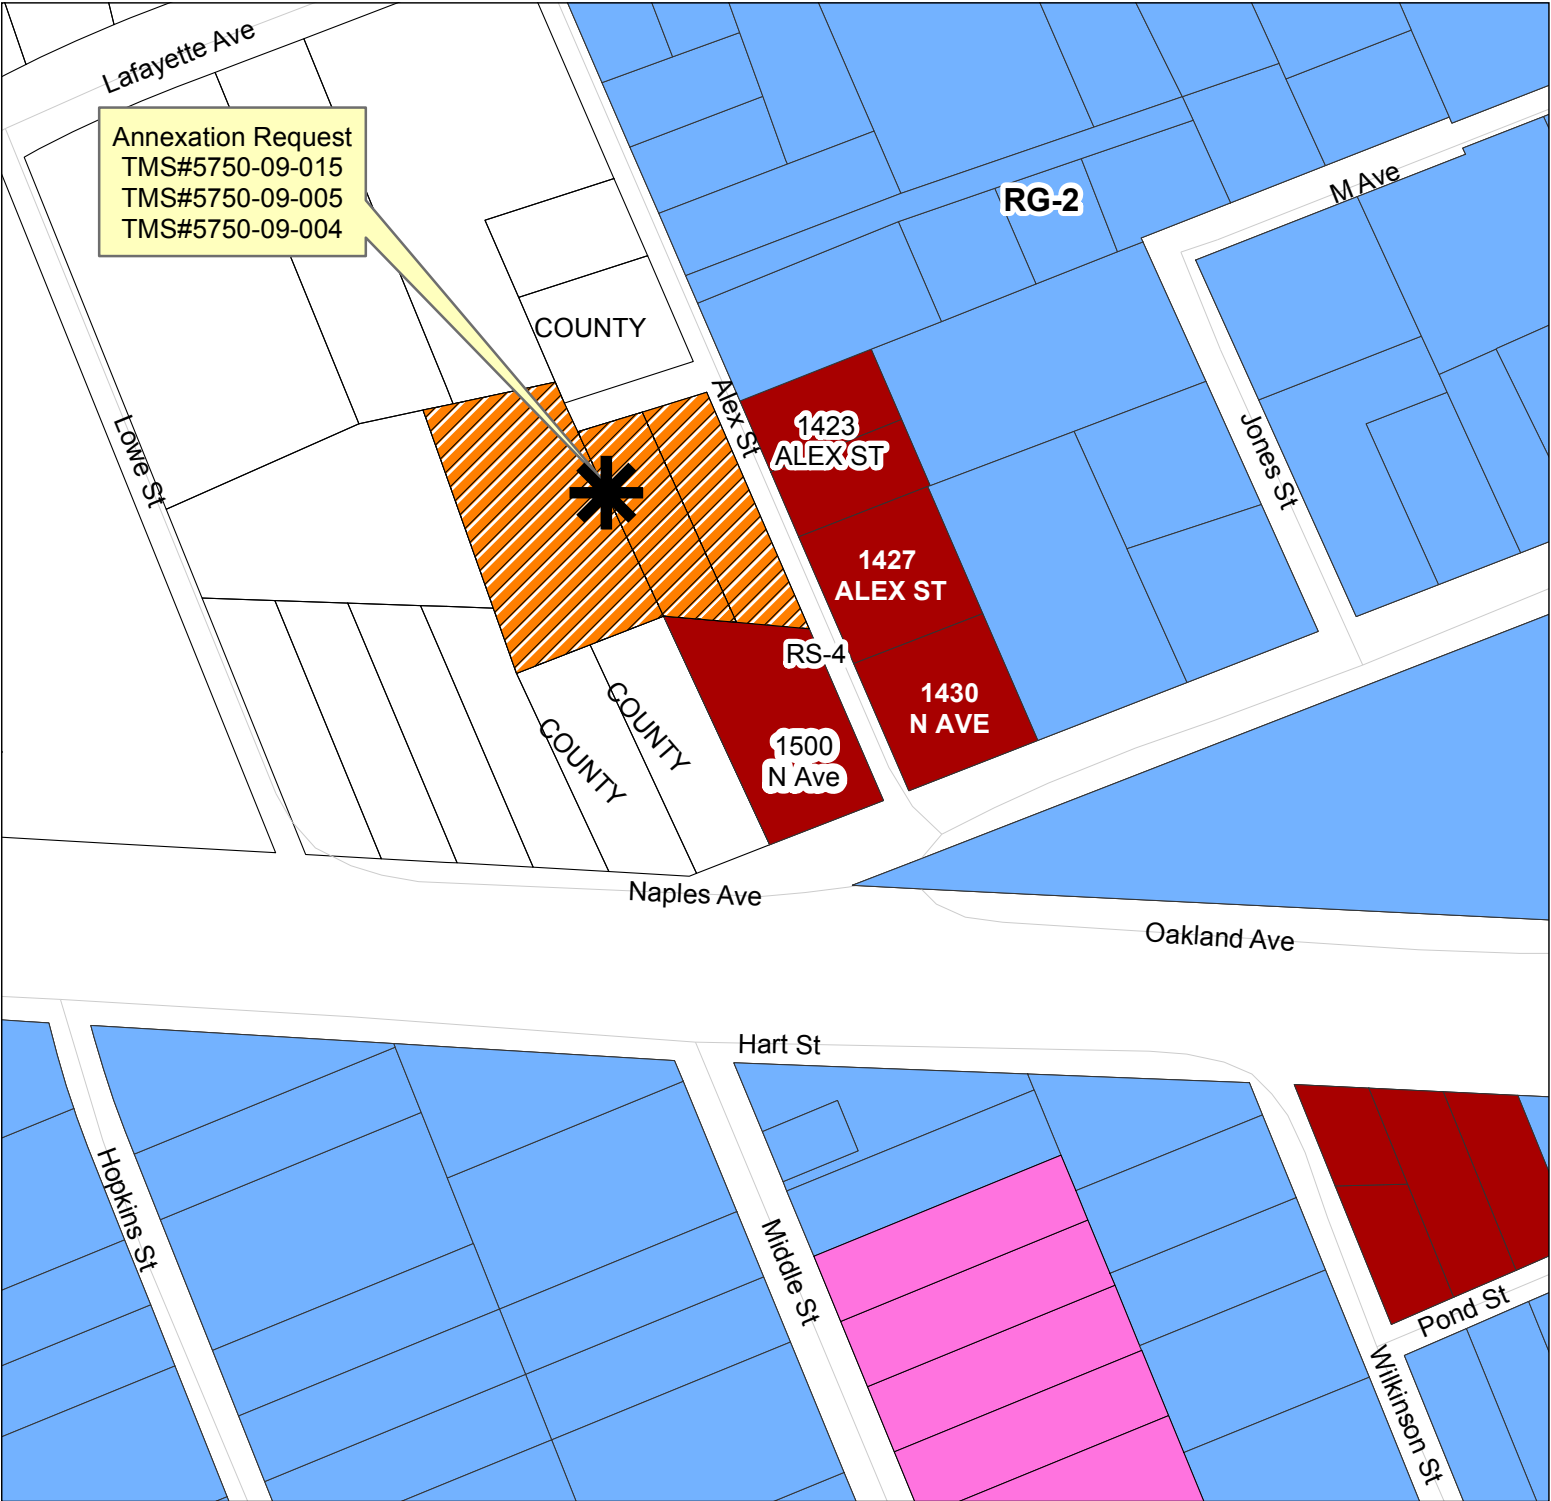 Lafayette Ave
Annexation Request
TMS#5750-09-015
TMS#5750-09-005
TMS#5750-09-004
M Ave
RG-2
COUNTY
Alex St
Lowe St
1423
ALEX ST
Jones St
1427
ALEX ST
RS-4
1430
N AVE
COUNTY
COUNTY
1500
N Ave
Naples Ave
Oakland Ave
Hart St
Hopkins St
Middle St
Pond St
Wilkinson St